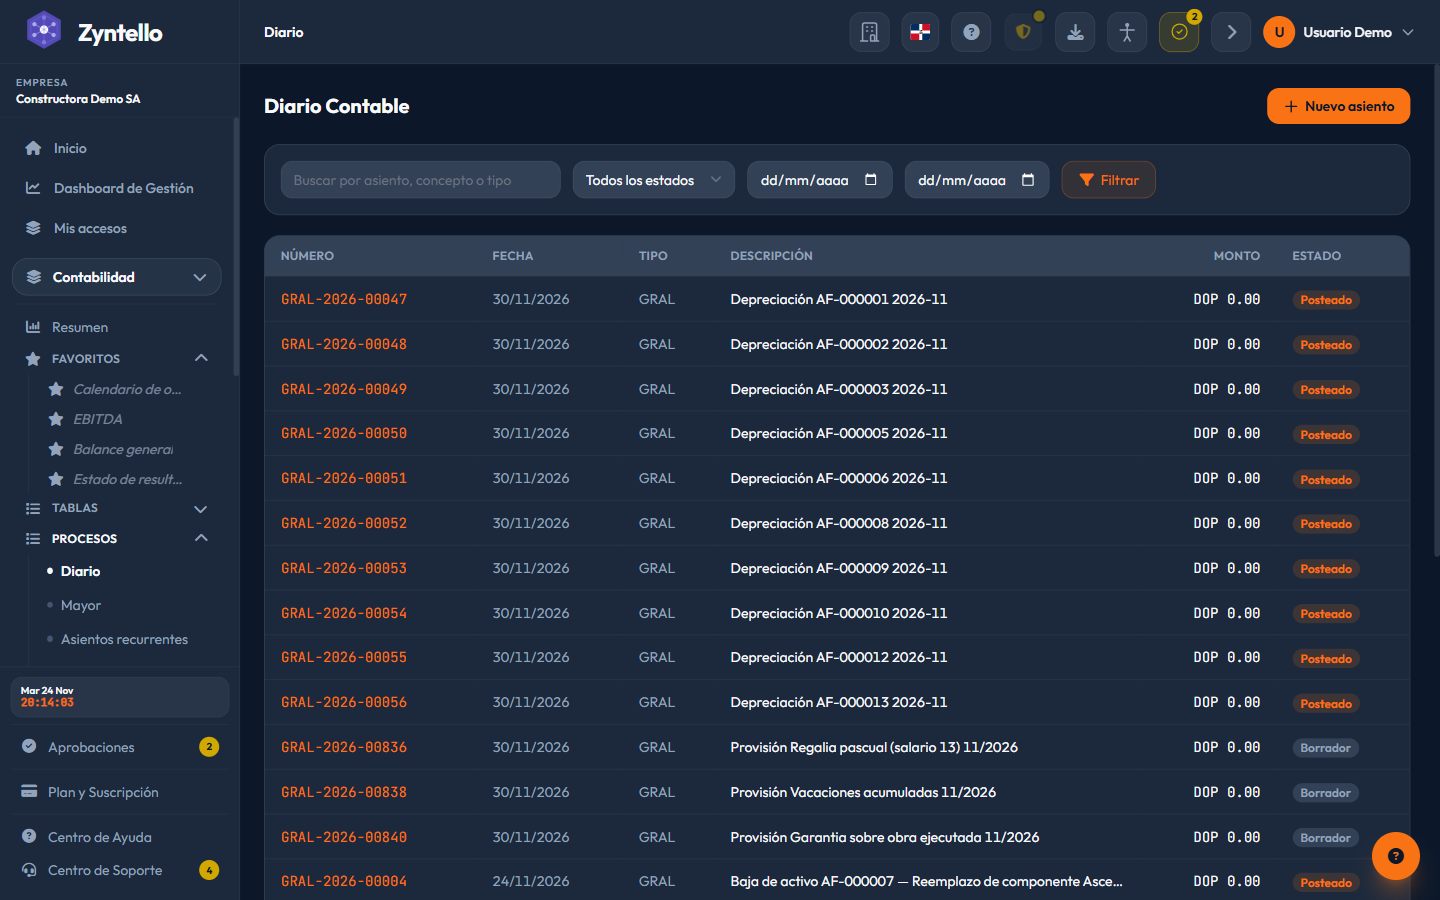 Zyntello
Diario
2
U
Usuario Demo
EMPRESA
Constructora Demo SA
Inicio
Dashboard de Gestión
Mis accesos
Contabilidad
Resumen
FAVORITOS
Calendario de o...
EBITDA
Balance general
Estado de result...
TABLAS
PROCESOS
Diario
Mayor
Asientos recurrentes
Mar 24 Nov
20:14:03
Aprobaciones 2
Plan y Suscripción
Centro de Ayuda
Centro de Soporte 4
Diario Contable
Nuevo asiento
Buscar por asiento, concepto o tipo
Todos los estados
dd/mm/aaaa
dd/mm/aaaa
Filtrar
NÚMERO FECHA TIPO DESCRIPCIÓN MONTO ESTADO
GRAL-2026-00047 30/11/2026 GRAL Depreciación AF-000001 2026-11 DOP 0.00 Posteado
GRAL-2026-00048 30/11/2026 GRAL Depreciación AF-000002 2026-11 DOP 0.00 Posteado
GRAL-2026-00049 30/11/2026 GRAL Depreciación AF-000003 2026-11 DOP 0.00 Posteado
GRAL-2026-00050 30/11/2026 GRAL Depreciación AF-000005 2026-11 DOP 0.00 Posteado
GRAL-2026-00051 30/11/2026 GRAL Depreciación AF-000006 2026-11 DOP 0.00 Posteado
GRAL-2026-00052 30/11/2026 GRAL Depreciación AF-000008 2026-11 DOP 0.00 Posteado
GRAL-2026-00053 30/11/2026 GRAL Depreciación AF-000009 2026-11 DOP 0.00 Posteado
GRAL-2026-00054 30/11/2026 GRAL Depreciación AF-000010 2026-11 DOP 0.00 Posteado
GRAL-2026-00055 30/11/2026 GRAL Depreciación AF-000012 2026-11 DOP 0.00 Posteado
GRAL-2026-00056 30/11/2026 GRAL Depreciación AF-000013 2026-11 DOP 0.00 Posteado
GRAL-2026-00836 30/11/2026 GRAL Provisión Regalia pascual (salario 13) 11/2026 DOP 0.00 Borrador
GRAL-2026-00838 30/11/2026 GRAL Provisión Vacaciones acumuladas 11/2026 DOP 0.00 Borrador
GRAL-2026-00840 30/11/2026 GRAL Provisión Garantia sobre obra ejecutada 11/2026 DOP 0.00 Borrador
GRAL-2026-00004 24/11/2026 GRAL Baja de activo AF-000007 — Reemplazo de componente Asce... DOP 0.00 Posteado